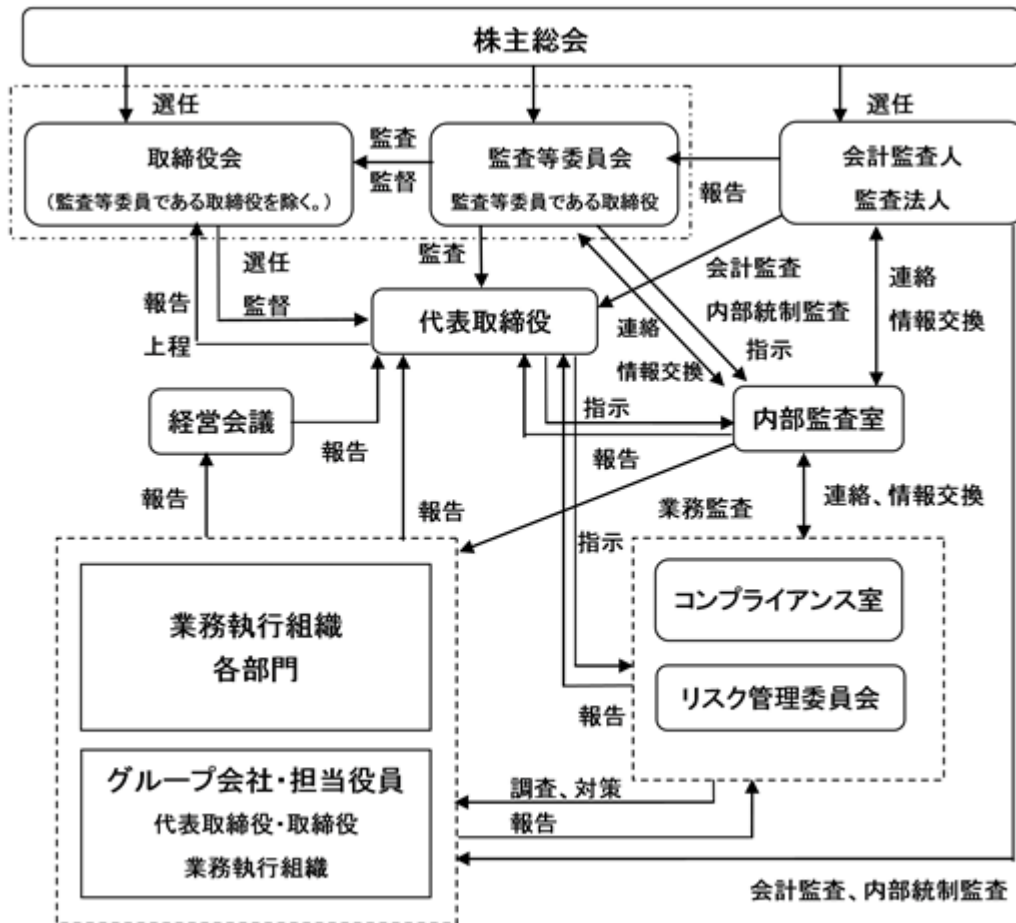 株主総会
選任
選任
取締役会
（監査等委員である取締役を除く。）
監査
監督
監査等委員会
監査等委員である取締役
報告
会計監査人
監査法人
選任
監督
報告
上程
監査
代表取締役
会計監査
内部統制監査
連絡
情報交換
指示
連絡
情報交換
経営会議
報告
指示
報告
内部監査室
報告
報告
業務監査
連絡、情報交換
指示
業務執行組織
各部門
コンプライアンス室
リスク管理委員会
報告
グループ会社・担当役員
代表取締役・取締役
業務執行組織
調査、対策
報告
会計監査、内部統制監査